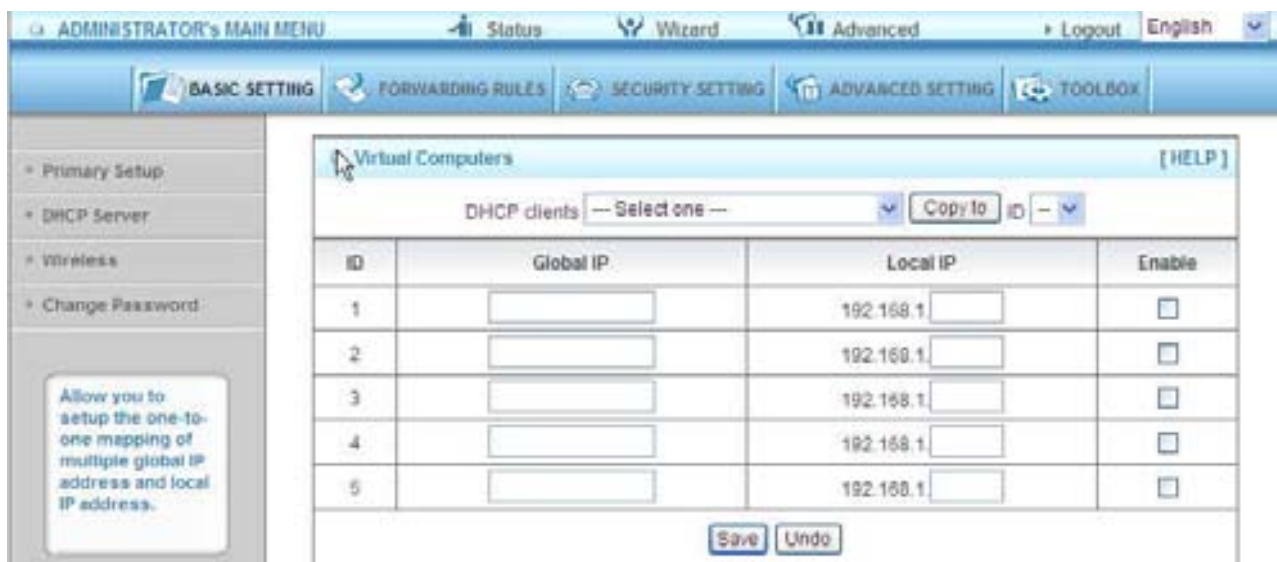 ADMINISTRATOR's MAIN MENU Status Wizard Advanced Logout English
BASIC SETTING FORWARDING RULES SECURITY SETTING ADVANCED SETTING TOOLBOX
Primary Setup
DHCP Server
Wireless
Change Password
Allow you to
setup the one-to-
one mapping of
multiple global IP
address and local
IP address.
Virtual Computers [HELP]
DHCP clients --- Select one --- Copy to ID --
ID Global IP Local IP Enable
1 192.168.1.
2 192.168.1.
3 192.168.1.
4 192.168.1.
5 192.168.1.
Save Undo